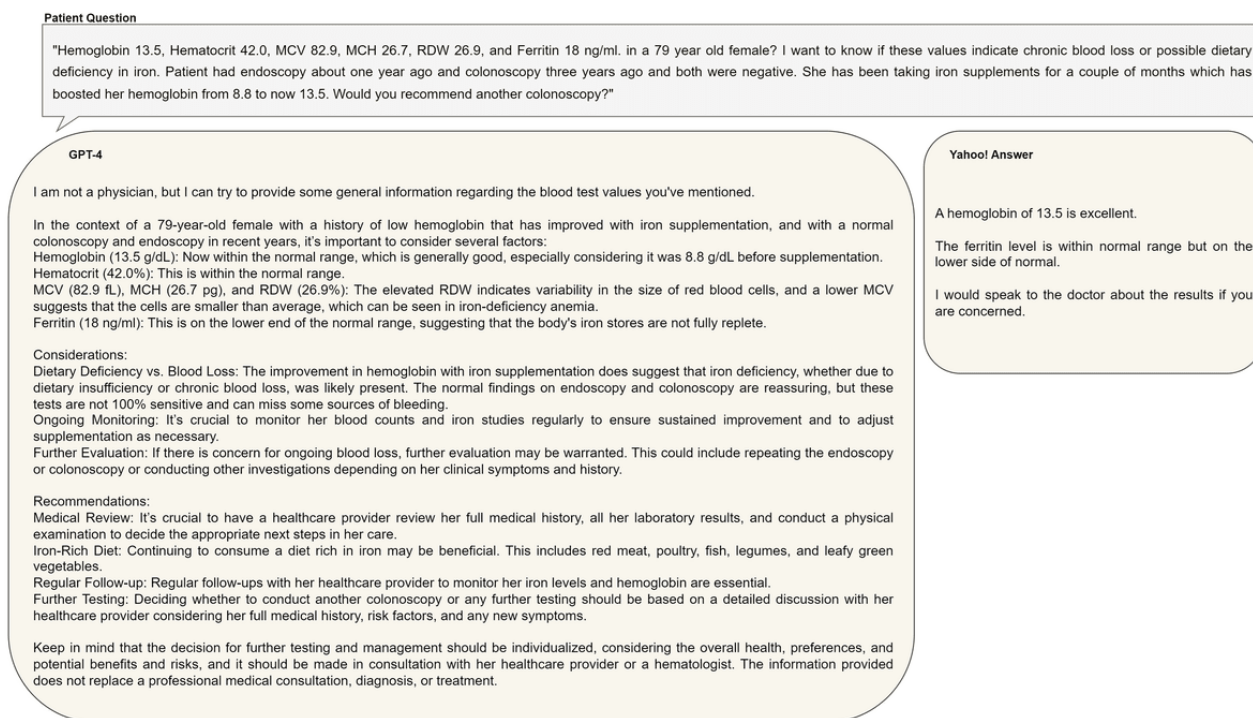 Patient Question
"Hemoglobin 13.5, Hematocrit 42.0, MCV 82.9, MCH 26.7, RDW 26.9, and Ferritin 18 ng/ml. in a 79 year old female? I want to know if these values indicate chronic blood loss or possible dietary
deficiency in iron. Patient had endoscopy about one year ago and colonoscopy three years ago and both were negative. She has been taking iron supplements for a couple of months which has
boosted her hemoglobin from 8.8 to now 13.5. Would you recommend another colonoscopy?"
GPT-4
I am not a physician, but I can try to provide some general information regarding the blood test values you've mentioned.
In the context of a 79-year-old female with a history of low hemoglobin that has improved with iron supplementation, and with a normal
colonoscopy and endoscopy in recent years, it's important to consider several factors:
Hemoglobin (13.5 g/dL): Now within the normal range, which is generally good, especially considering it was 8.8 g/dL before supplementation.
Hematocrit (42.0%): This is within the normal range.
MCV (82.9 fL), MCH (26.7 pg), and RDW (26.9%): The elevated RDW indicates variability in the size of red blood cells, and a lower MCV
suggests that the cells are smaller than average, which can be seen in iron-deficiency anemia.
Ferritin (18 ng/ml): This is on the lower end of the normal range, suggesting that the body's iron stores are not fully replete.
Considerations:
Dietary Deficiency vs. Blood Loss: The improvement in hemoglobin with iron supplementation does suggest that iron deficiency, whether due to
dietary insufficiency or chronic blood loss, was likely present. The normal findings on endoscopy and colonoscopy are reassuring, but these
tests are not 100% sensitive and can miss some sources of bleeding.
Ongoing Monitoring: It's crucial to monitor her blood counts and iron studies regularly to ensure sustained improvement and to adjust
supplementation as necessary.
Further Evaluation: If there is concern for ongoing blood loss, further evaluation may be warranted. This could include repeating the endoscopy
or colonoscopy or conducting other investigations depending on her clinical symptoms and history.
Recommendations:
Medical Review: It's crucial to have a healthcare provider review her full medical history, all her laboratory results, and conduct a physical
examination to decide the appropriate next steps in her care.
Iron-Rich Diet: Continuing to consume a diet rich in iron may be beneficial. This includes red meat, poultry, fish, legumes, and leafy green
vegetables.
Regular Follow-up: Regular follow-ups with her healthcare provider to monitor her iron levels and hemoglobin are essential.
Further Testing: Deciding whether to conduct another colonoscopy or any further testing should be based on a detailed discussion with her
healthcare provider considering her full medical history, risk factors, and any new symptoms.
Keep in mind that the decision for further testing and management should be individualized, considering the overall health, preferences, and
potential benefits and risks, and it should be made in consultation with her healthcare provider or a hematologist. The information provided
does not replace a professional medical consultation, diagnosis, or treatment.
Yahoo! Answer
A hemoglobin of 13.5 is excellent.
The ferritin level is within normal range but on the
lower side of normal.
I would speak to the doctor about the results if you
are concerned.